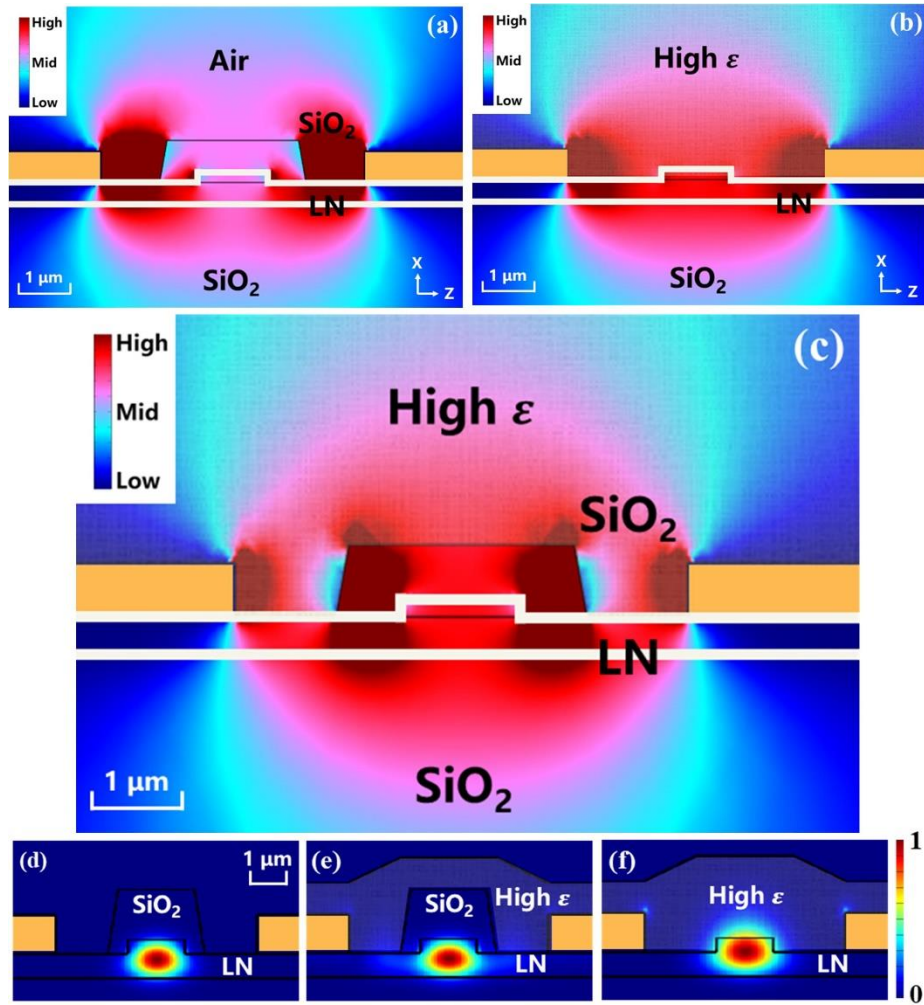 High
Mid
Low
(a)
Air
SiO₂
LN
SiO₂
1 μm
X
Z
High
Mid
Low
(b)
High ε
LN
SiO₂
1 μm
X
Z
High
Mid
Low
(c)
High ε
SiO₂
LN
SiO₂
1 μm
(d)
1 μm
SiO₂
LN
(e)
SiO₂
High ε
LN
(f)
High ε
LN
1
0